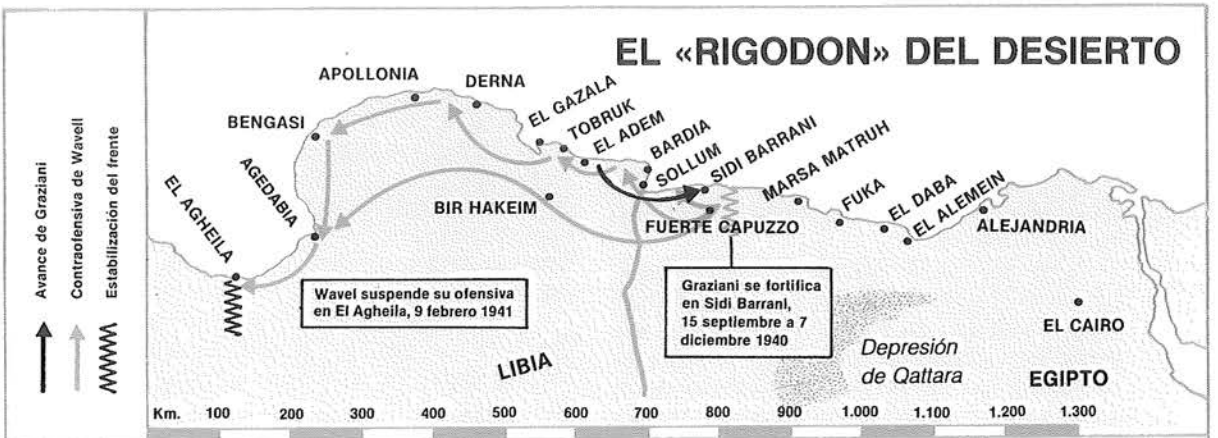 EL «RIGODON» DEL DESIERTO
Avance de Graziani
Contraofensiva de Wavell
Estabilización del frente
APOLLONIA
DERNA
BENGASI
EL GAZALA
TOBRUK
EL ADEM
BARDIA
SOLLUM
SIDI BARRANI
MARSA MATRUH
FUKA
EL DABA
EL ALEMEIN
ALEJANDRIA
AGEDABIA
EL AGHEILA
BIR HAKEIM
FUERTE CAPUZZO
Wavel suspende su ofensiva
en El Agheila, 9 febrero 1941
Graziani se fortifica
en Sidi Barrani,
15 septiembre a 7
diciembre 1940
EL CAIRO
Depresión
de Qattara
LIBIA
EGIPTO
Km. 100 200 300 400 500 600 700 800 900 1.000 1.100 1.200 1.300